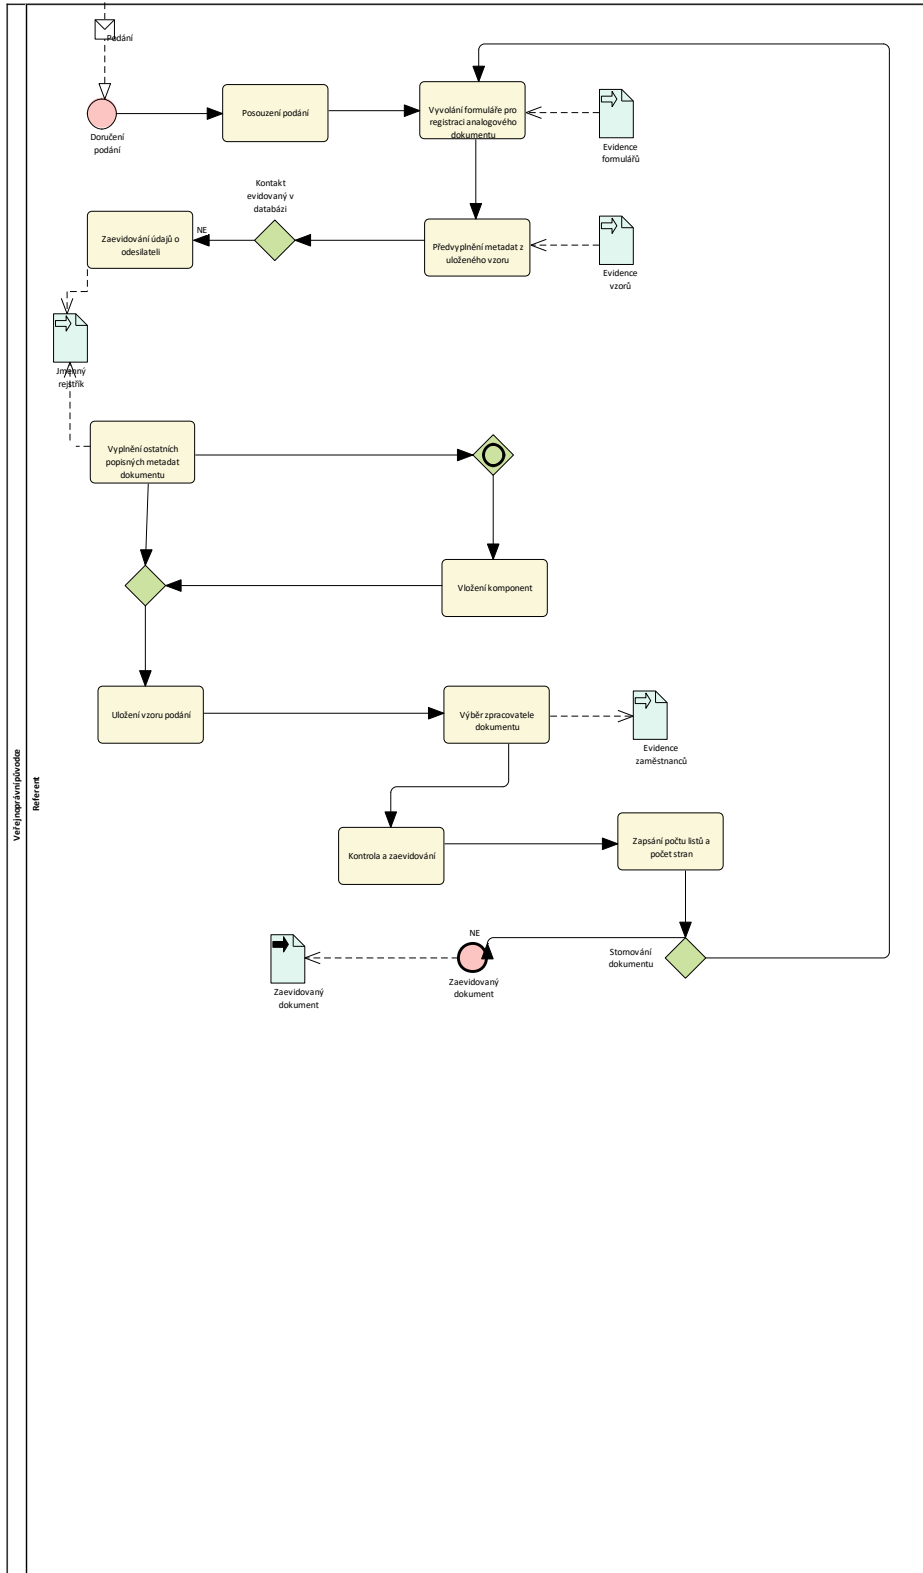 Podání
Doručení
podání
Posouzení podání
Vyvolání formuláře pro
registraci analogového
dokumentu
Evidence
formulářů
Kontakt
evidovaný v
databázi
NE
Zaevidování údajů o
odesilateli
Předvyplnění metadat z
uloženého vzoru
Evidence
vzorů
Jmenný
rejstřík
Vyplnění ostatních
popisných metadat
dokumentu
Vložení komponent
Uložení vzoru podání
Výběr zpracovatele
dokumentu
Evidence
zaměstnanců
Veřejnoprávní původce
Referent
Kontrola a zaevidování
Zapsání počtu listů a
počet stran
NE
Stornování
dokumentu
Zaevidovaný
dokument
Zaevidovaný
dokument